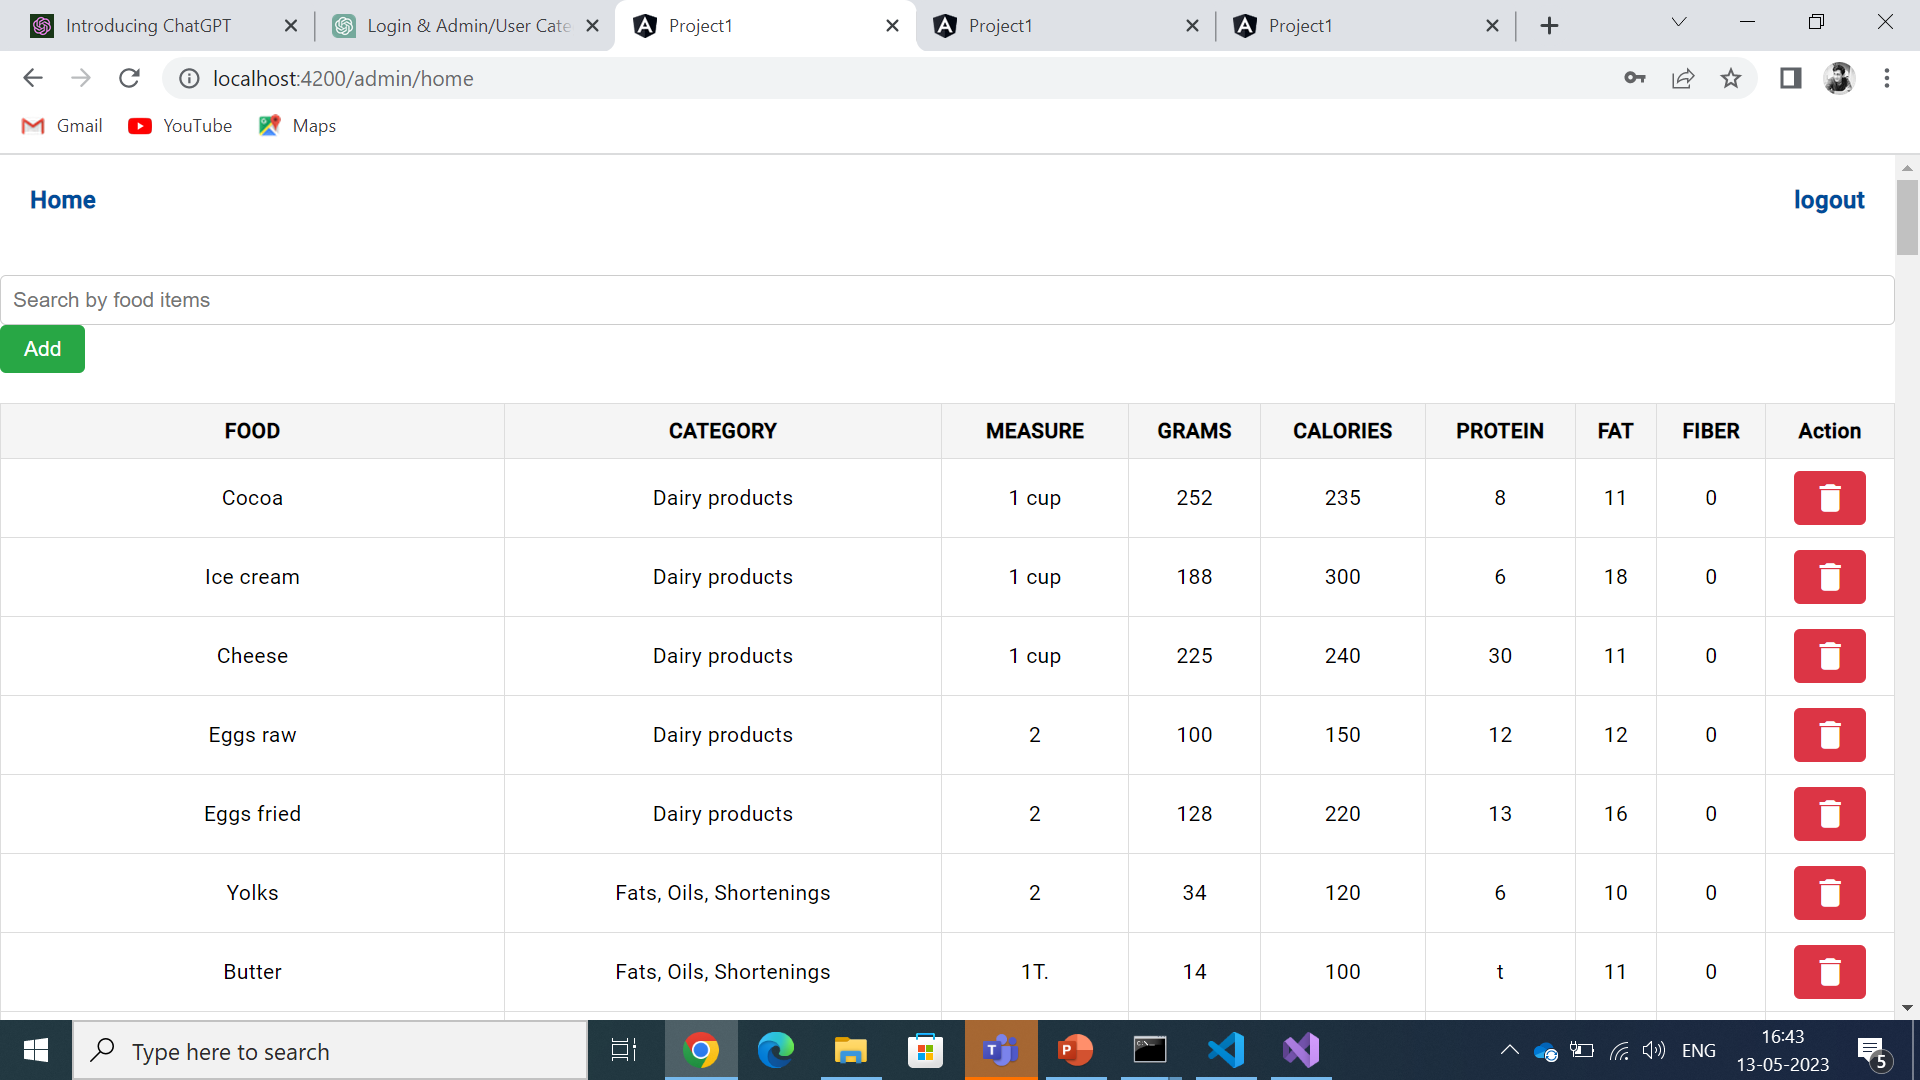 Introducing ChatGPT
Login & Admin/User Cate
Project1
Project1
Project1
localhost:4200/admin/home
Gmail
YouTube
Maps
Home
logout
Search by food items
Add
FOOD CATEGORY MEASURE GRAMS CALORIES PROTEIN FAT FIBER Action
Cocoa Dairy products 1 cup 252 235 8 11 0
Ice cream Dairy products 1 cup 188 300 6 18 0
Cheese Dairy products 1 cup 225 240 30 11 0
Eggs raw Dairy products 2 100 150 12 12 0
Eggs fried Dairy products 2 128 220 13 16 0
Yolks Fats, Oils, Shortenings 2 34 120 6 10 0
Butter Fats, Oils, Shortenings 1T. 14 100 t 11 0
Type here to search
ENG
16:43
13-05-2023
5